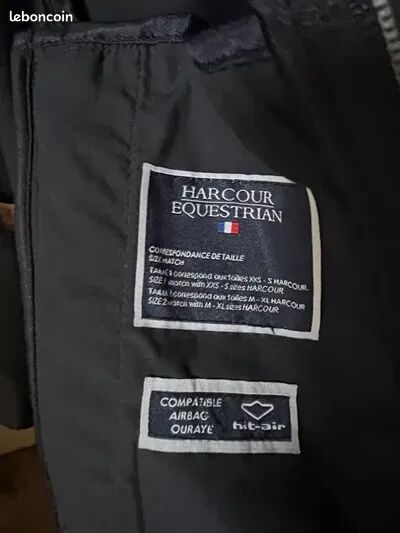 leboncoin
HARCOUR
EQUESTRIAN
CORRESPONDANCE DE TAILLE
SIZE MATCH
TAILLE 1 correspond aux tailles XXS - S HARCOUR.
SIZE 1 match with XXS - S sizes HARCOUR
TAILLE 2 correspond aux tailles M - XL HARCOUR
SIZE 2 match with M - XL sizes HARCOUR
COMPATIBLE
AIRBAG
OURAYE
hit-air